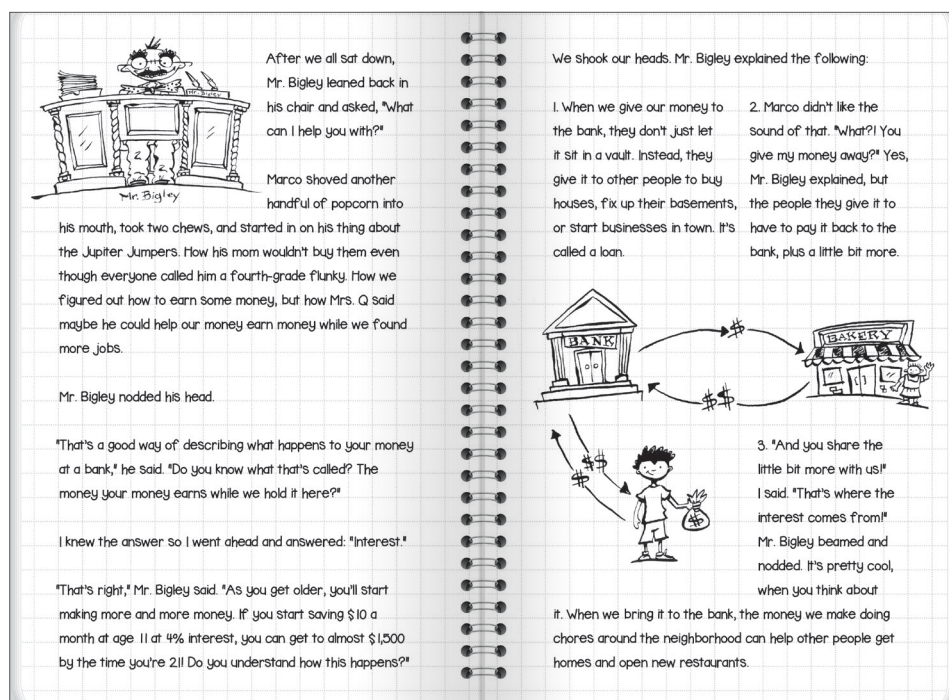 After we all sat down,
Mr. Bigley leaned back in
his chair and asked, "What
can I help you with?"
Mr. Bigley
Mr. Bigley
Marco shoved another
handful of popcorn into
his mouth, took two chews, and started in on his thing about
the Jupiter Jumpers. How his mom wouldn't buy them even
though everyone called him a fourth-grade flunky. How we
figured out how to earn some money, but how Mrs. Q said
maybe he could help our money earn money while we found
more jobs.
Mr. Bigley nodded his head.
"That's a good way of describing what happens to your money
at a bank," he said. "Do you know what that's called? The
money your money earns while we hold it here?"
I knew the answer so I went ahead and answered: "Interest."
"That's right," Mr. Bigley said. "As you get older, you'll start
making more and more money. If you start saving $10 a
month at age 11 at 4% interest, you can get to almost $1,500
by the time you're 21! Do you understand how this happens?"
We shook our heads. Mr. Bigley explained the following:
1. When we give our money to
the bank, they don't just let
it sit in a vault. Instead, they
give it to other people to buy
houses, fix up their basements,
or start businesses in town. It's
called a loan.
2. Marco didn't like the
sound of that. "What?! You
give my money away?" Yes,
Mr. Bigley explained, but
the people they give it to
have to pay it back to the
bank, plus a little bit more.
BANK
$
BAKERY
$$
$$
$
$
3. "And you share the
little bit more with us!"
I said. "That's where the
interest comes from!"
Mr. Bigley beamed and
nodded. It's pretty cool,
when you think about
it. When we bring it to the bank, the money we make doing
chores around the neighborhood can help other people get
homes and open new restaurants.